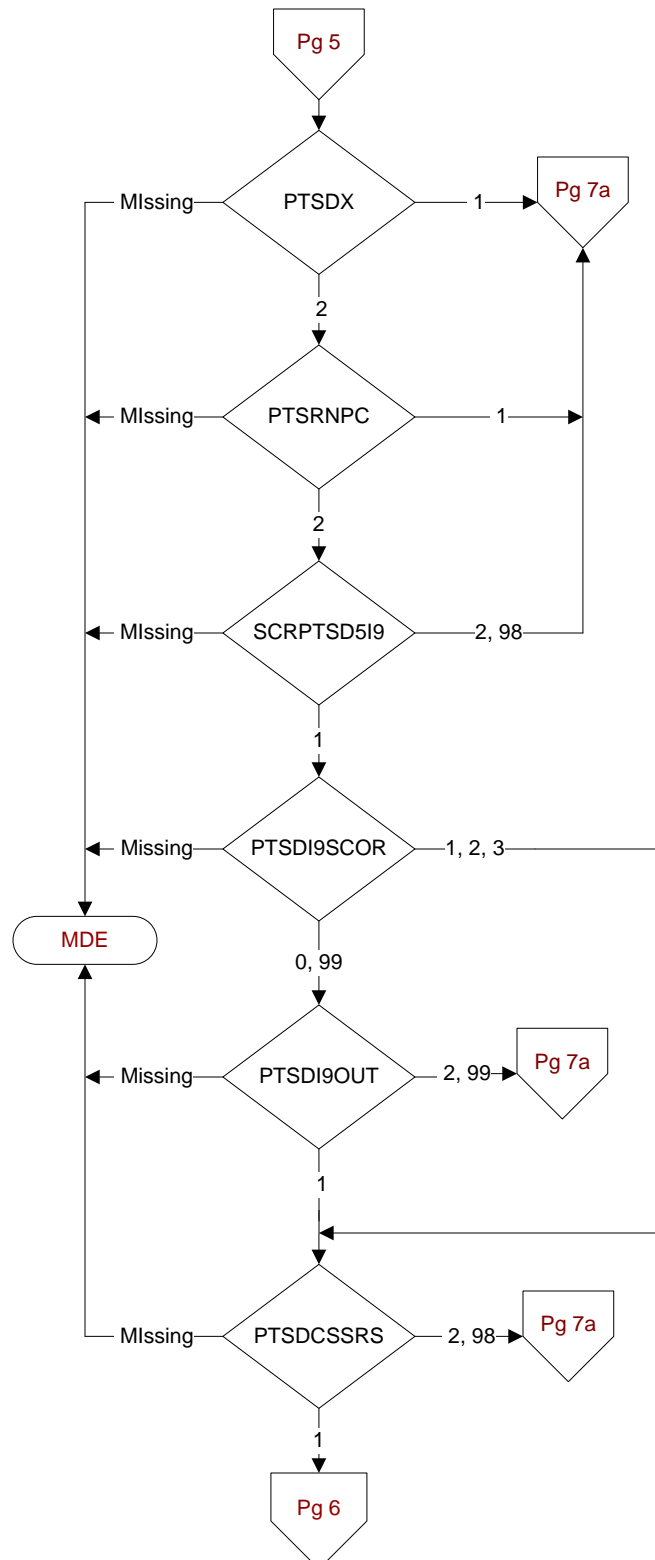 Pg 5
MIssing
PTSDX
1
Pg 7a
2
MIssing
PTSRNPC
1
2
MIssing
SCRPTSD5I9
2, 98
1
Missing
PTSDI9SCOR
1, 2, 3
MDE
0, 99
Missing
PTSDI9OUT
2, 99
Pg 7a
1
MIssing
PTSDCSSRS
2, 98
Pg 7a
1
Pg 6